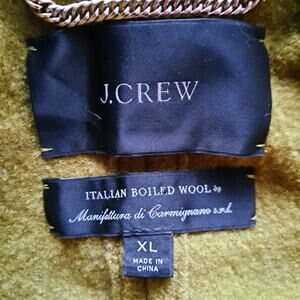 J.CREW
ITALIAN BOILED WOOL by
Manifattura di Carmignano s.r.l.
XL
MADE IN
CHINA